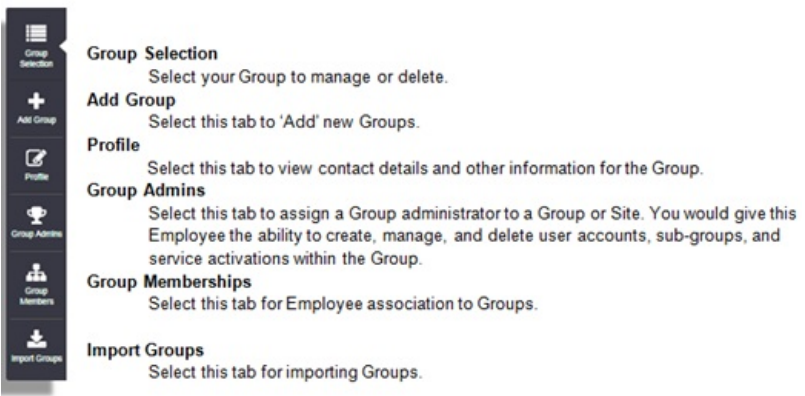 Group
Selection
Add Group
Profile
Group Admins
Group
Members
Import Groups
Group Selection
Select your Group to manage or delete.
Add Group
Select this tab to 'Add' new Groups.
Profile
Select this tab to view contact details and other information for the Group.
Group Admins
Select this tab to assign a Group administrator to a Group or Site. You would give this
Employee the ability to create, manage, and delete user accounts, sub-groups, and
service activations within the Group.
Group Memberships
Select this tab for Employee association to Groups.
Import Groups
Select this tab for importing Groups.